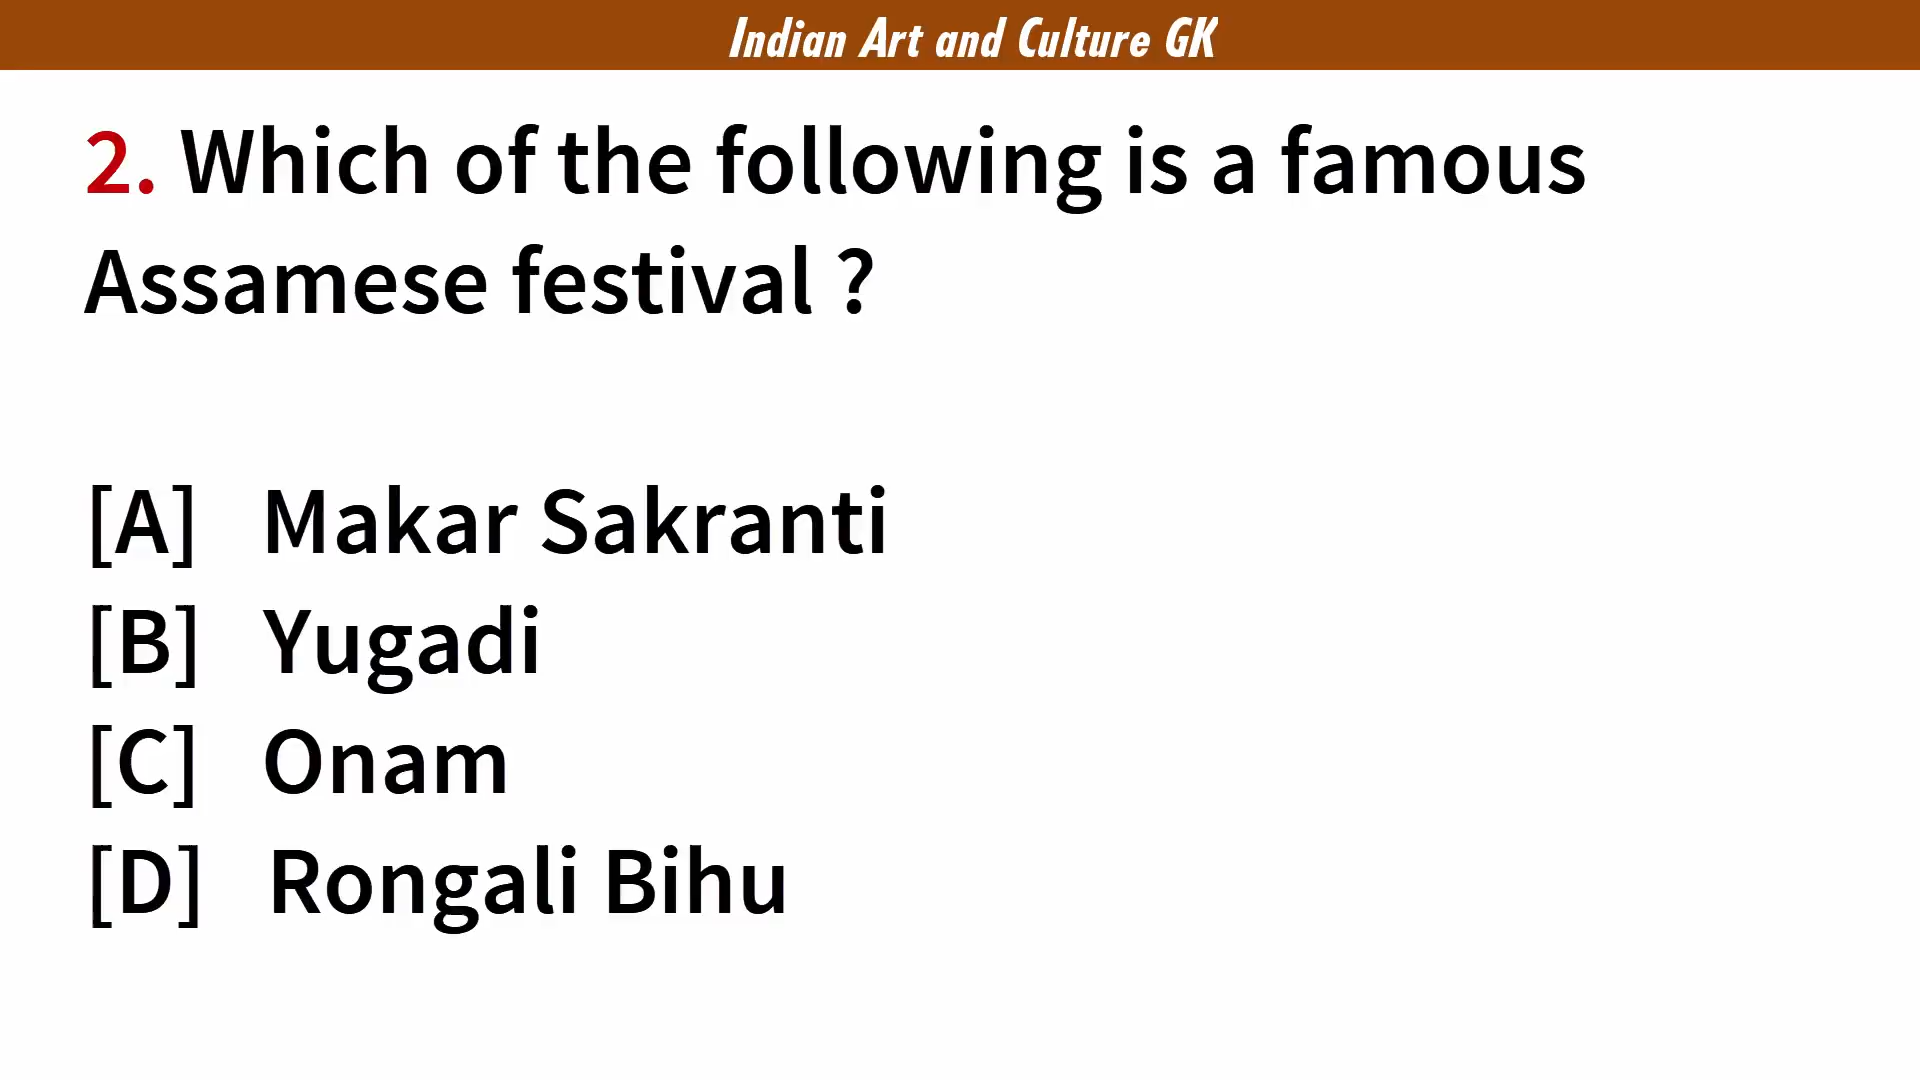 Indian Art and Culture GK
2. Which of the following is a famous
Assamese festival ?
[A] Makar Sakranti
[B] Yugadi
[C] Onam
[D] Rongali Bihu